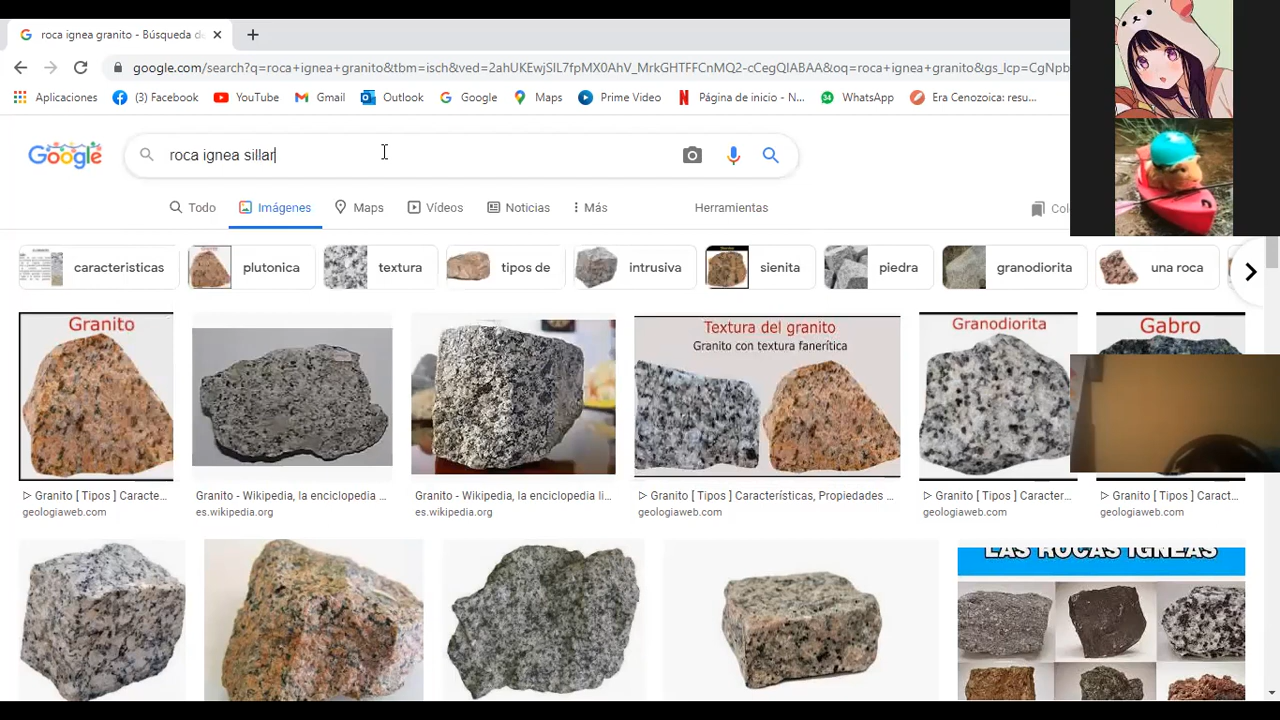 roca ignea granito - Búsqueda d
google.com/search?q=roca+ignea+granito&tbm=isch&ved=2ahUKEwjSlL7fpMX0AhV_MrkGHTFFCnMQ2-cCegQIABAA&oq=roca+ignea+granito&gs_lcp=CgNpb
Aplicaciones (3) Facebook YouTube Gmail Outlook Google Maps Prime Video Página de inicio - N... WhatsApp Era Cenozoica: resu...
Google roca ignea sillar
Todo Imágenes Maps Vídeos Noticias Más Herramientas
caracteristicas plutonica textura tipos de intrusiva sienita piedra granodiorita una roca
Granito
Textura del granito
Granito con textura fanerítica
Granodiorita
Gabro
▷ Granito [ Tipos ] Caracte...
geologiaweb.com
Granito - Wikipedia, la enciclopedia ...
es.wikipedia.org
Granito - Wikipedia, la enciclopedia li...
es.wikipedia.org
▷ Granito [ Tipos ] Características, Propiedades ...
geologiaweb.com
▷ Granito [ Tipos ] Caracter...
geologiaweb.com
▷ Granito [ Tipos ] Caract...
geologiaweb.com
LAS ROCAS IGNEAS